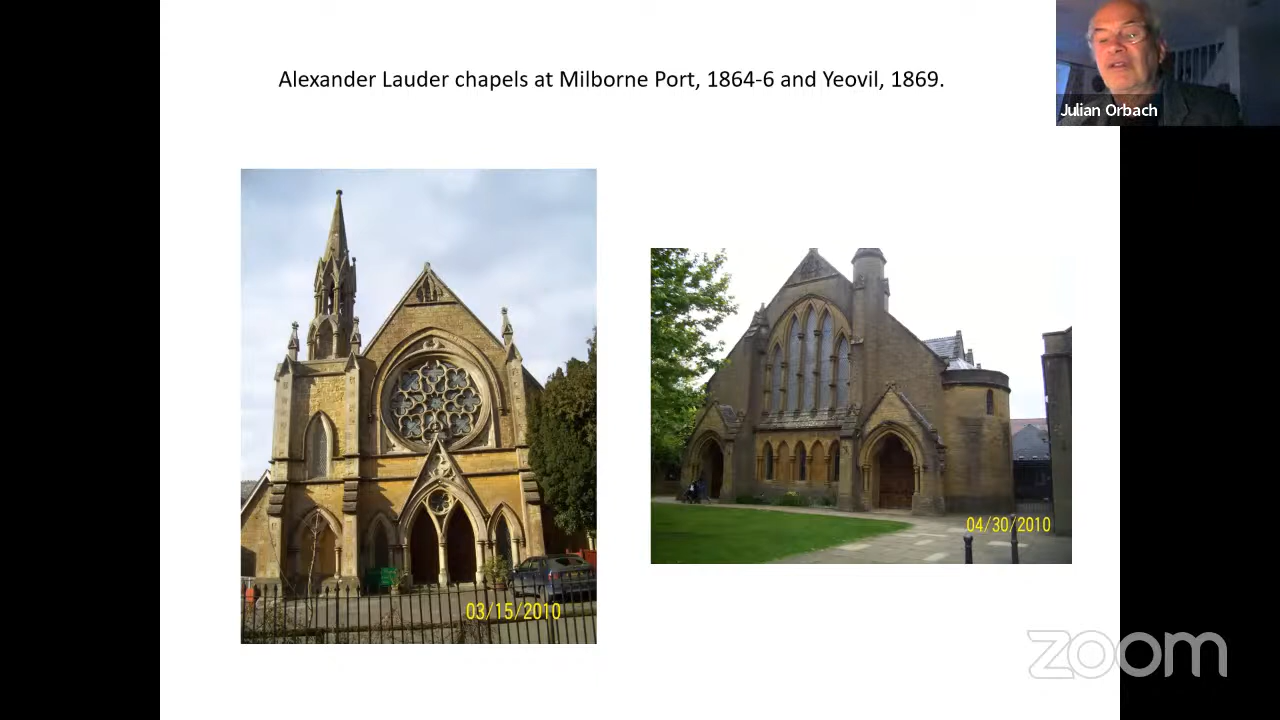 Alexander Lauder chapels at Milborne Port, 1864-6 and Yeovil, 1869.
Julian Orbach
03/15/2010
04/30/2010
zoom